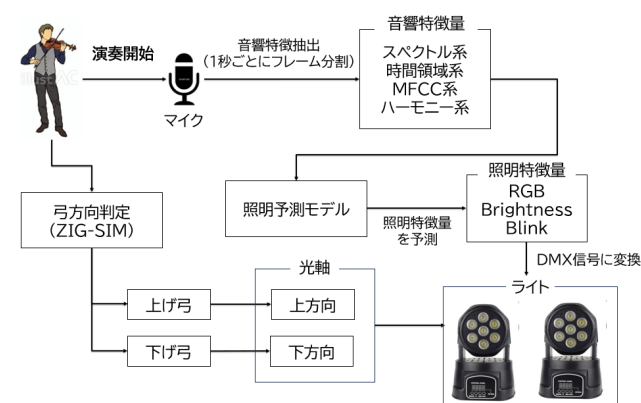 演奏開始
マイク
音響特徴抽出
(1秒ごとにフレーム分割)
音響特徴量
スペクトル系
時間領域系
MFCC系
ハーモニー系
弓方向判定
(ZIG-SIM)
照明予測モデル
照明特徴量
を予測
照明特徴量
RGB
Brightness
Blink
DMX信号に変換
光軸
上げ弓
上方向
下げ弓
下方向
ライト